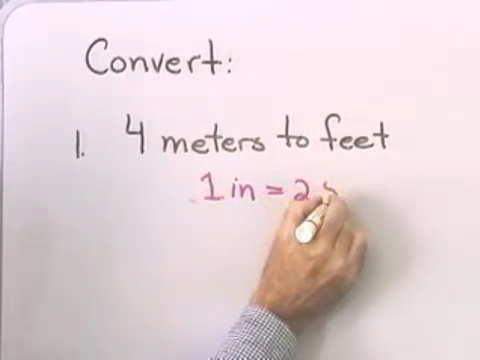 Convert:
1. 4 meters to feet
1 in = 2